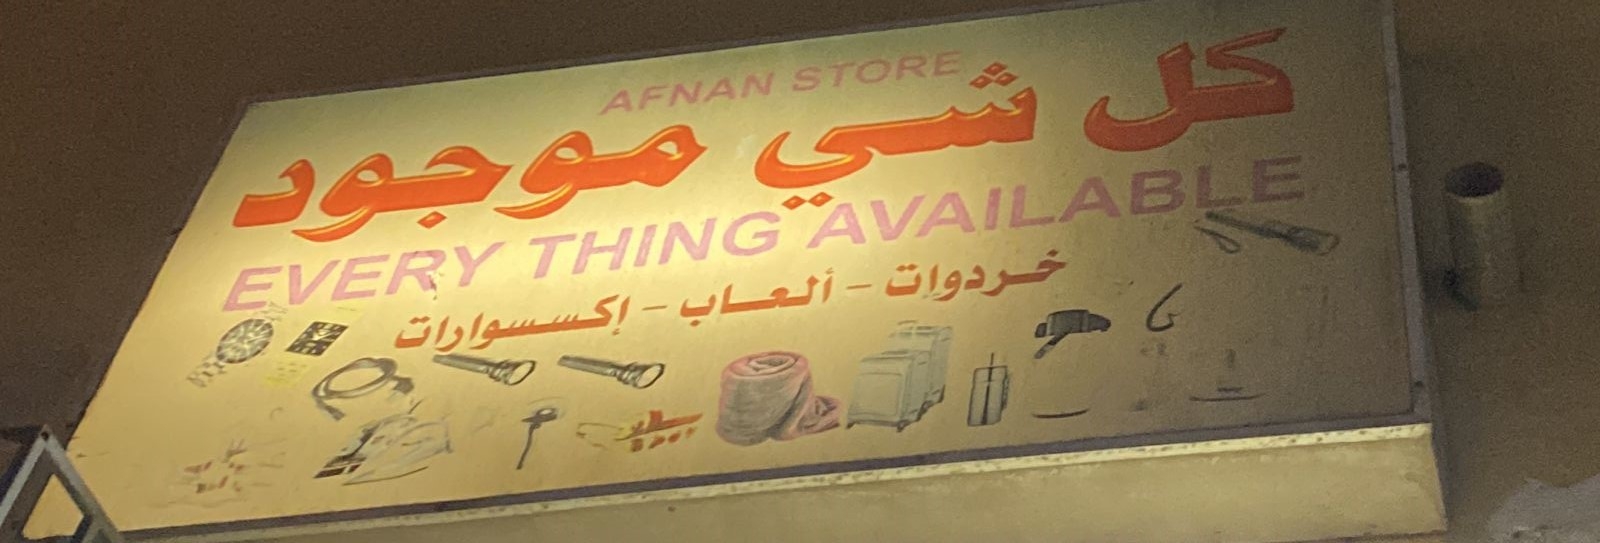 AFNAN STORE
كل شي موجود
EVERY THING AVAILABLE
خردوات - ألعاب - إكسسوارات